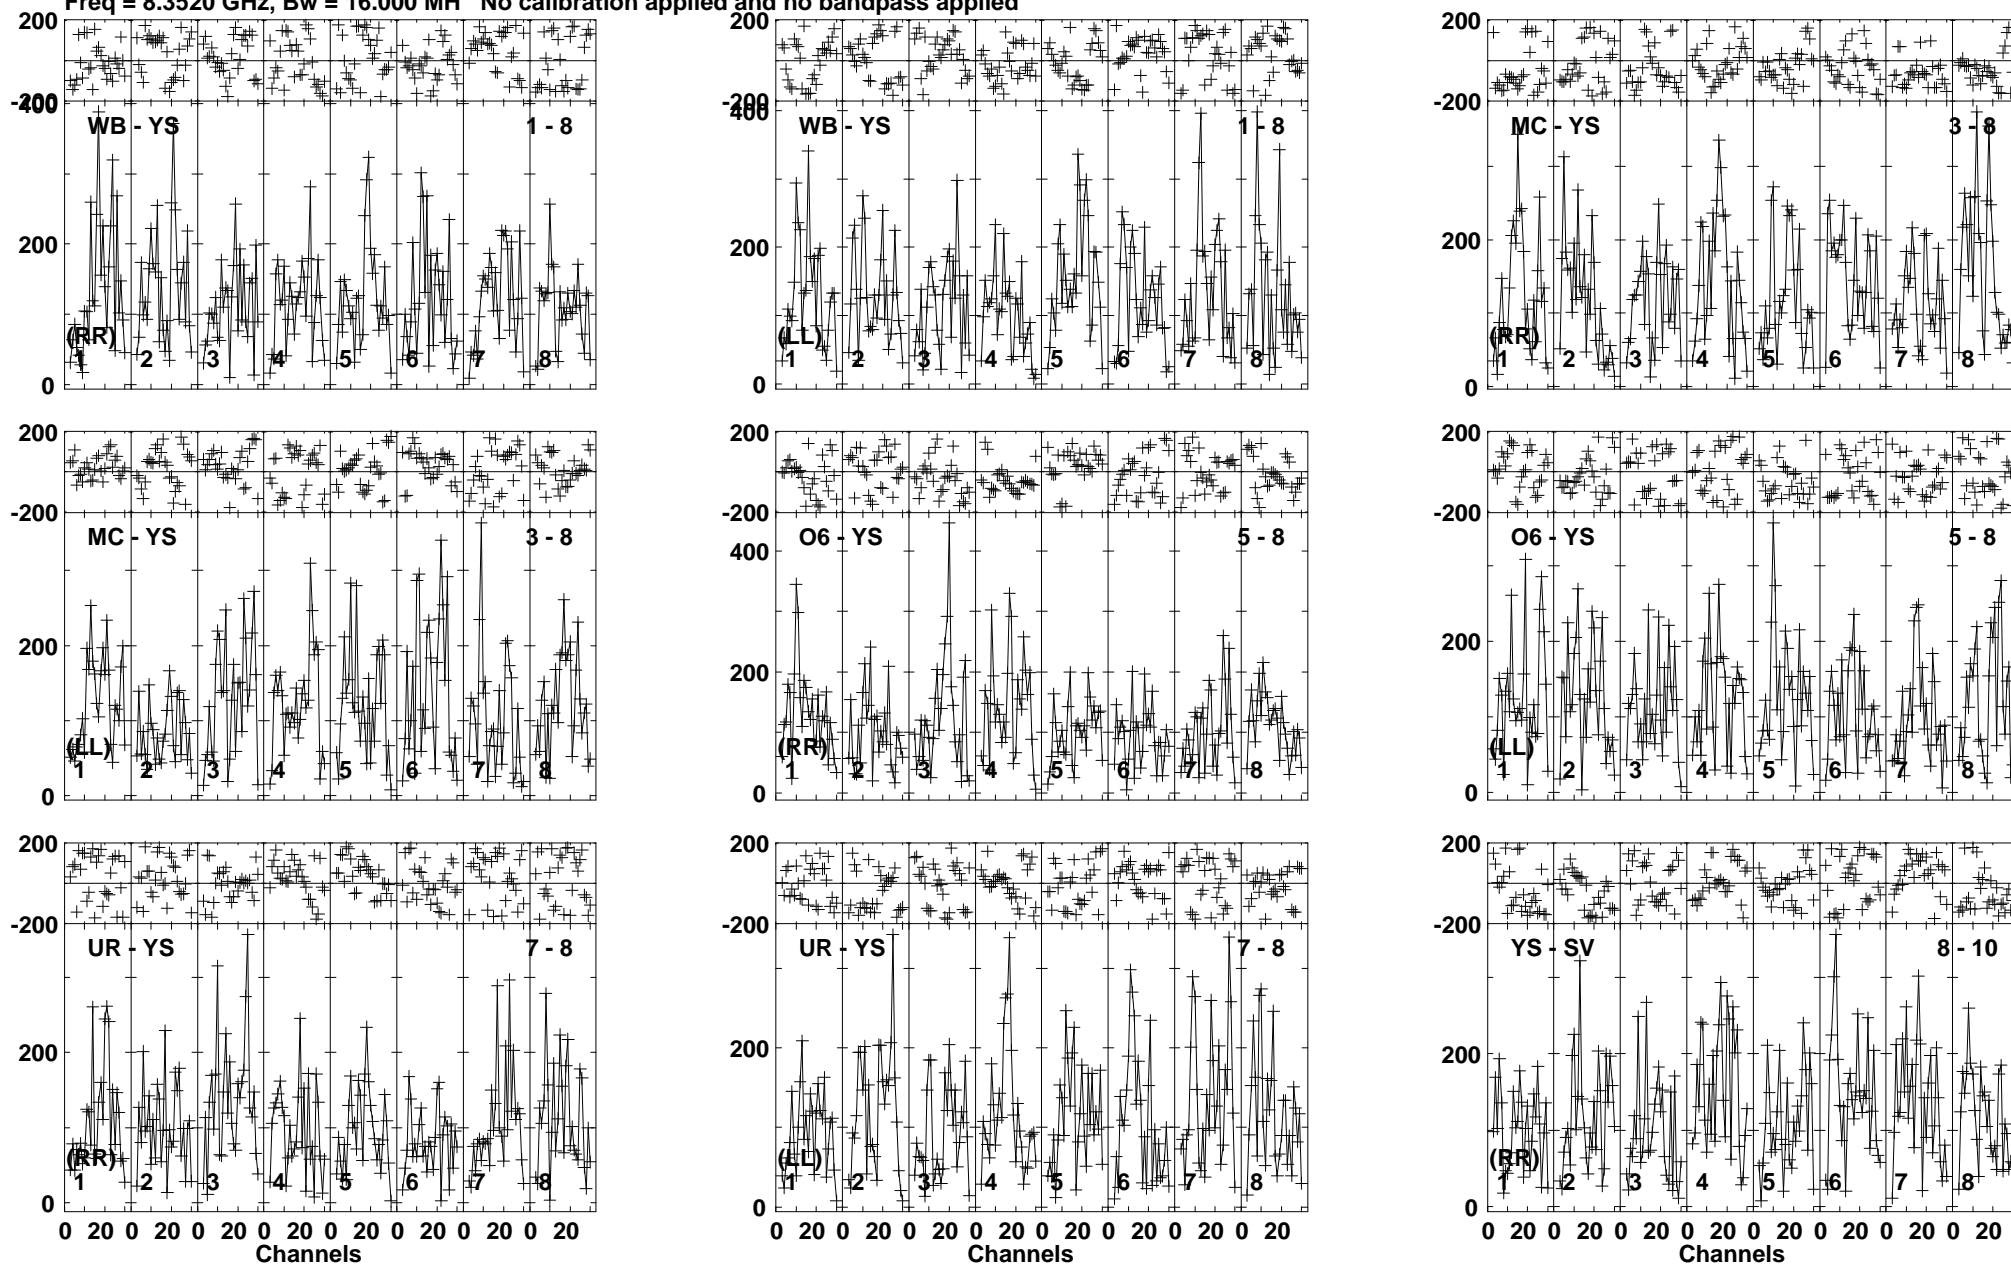 Freq = 8.3520 GHz, Bw = 16.000 MH   No calibration applied and no bandpass applied
200 200 200
-200 -200
400 400
WB - YS 1 - 8 WB - YS 1 - 8 MC - YS 3 - 8
200 200 200
(RR) (LL) (RR)
1 2 3 4 5 6 7 8 1 2 3 4 5 6 7 8 1 2 3 4 5 6 7 8
0 0 0
200 200 200
-200 -200 -200
MC - YS 3 - 8 O6 - YS 5 - 8 O6 - YS 5 - 8
400
200 200 200
(LL) (RR) (LL)
1 2 3 4 5 6 7 8 1 2 3 4 5 6 7 8 1 2 3 4 5 6 7 8
0 0 0
200 200 200
-200 -200 -200
UR - YS 7 - 8 UR - YS 7 - 8 YS - SV 8 - 10
200 200 200
(RR) (LL) (RR)
1 2 3 4 5 6 7 8 1 2 3 4 5 6 7 8 1 2 3 4 5 6 7 8
0 0 0
0 20 0 20 0 20 0 20 0 20 0 20 0 20 0 20 0 20 0 20 0 20 0 20 0 20 0 20 0 20 0 20 0 20 0 20 0 20 0 20 0 20 0 20 0 20 0 20
Channels Channels Channels